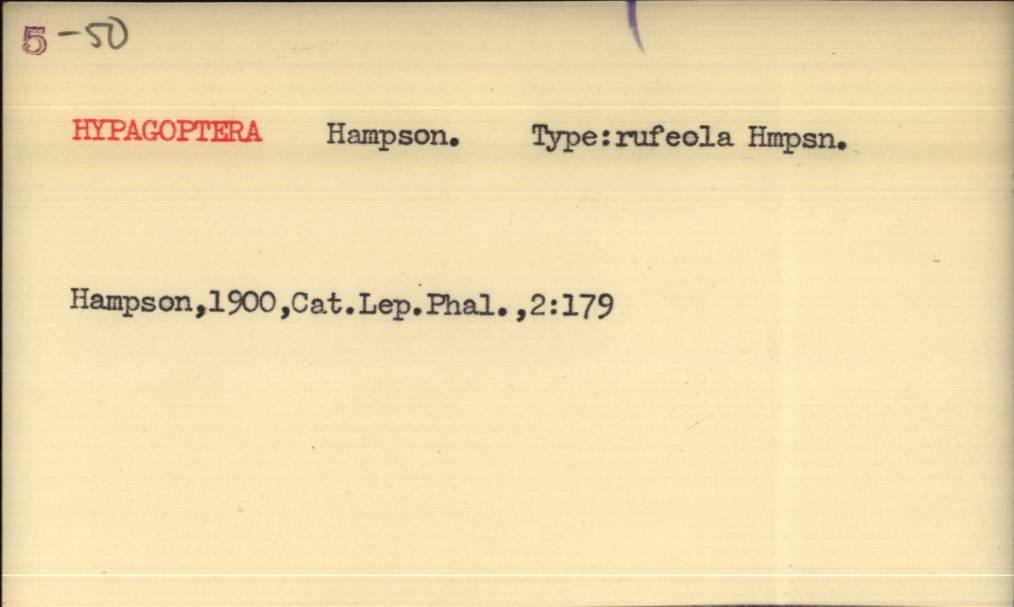 5-50
HYPAGOPTERA Hampson. Type:rufeola Hmpsn.
Hampson,1900,Cat.Lep.Phal.,2:179